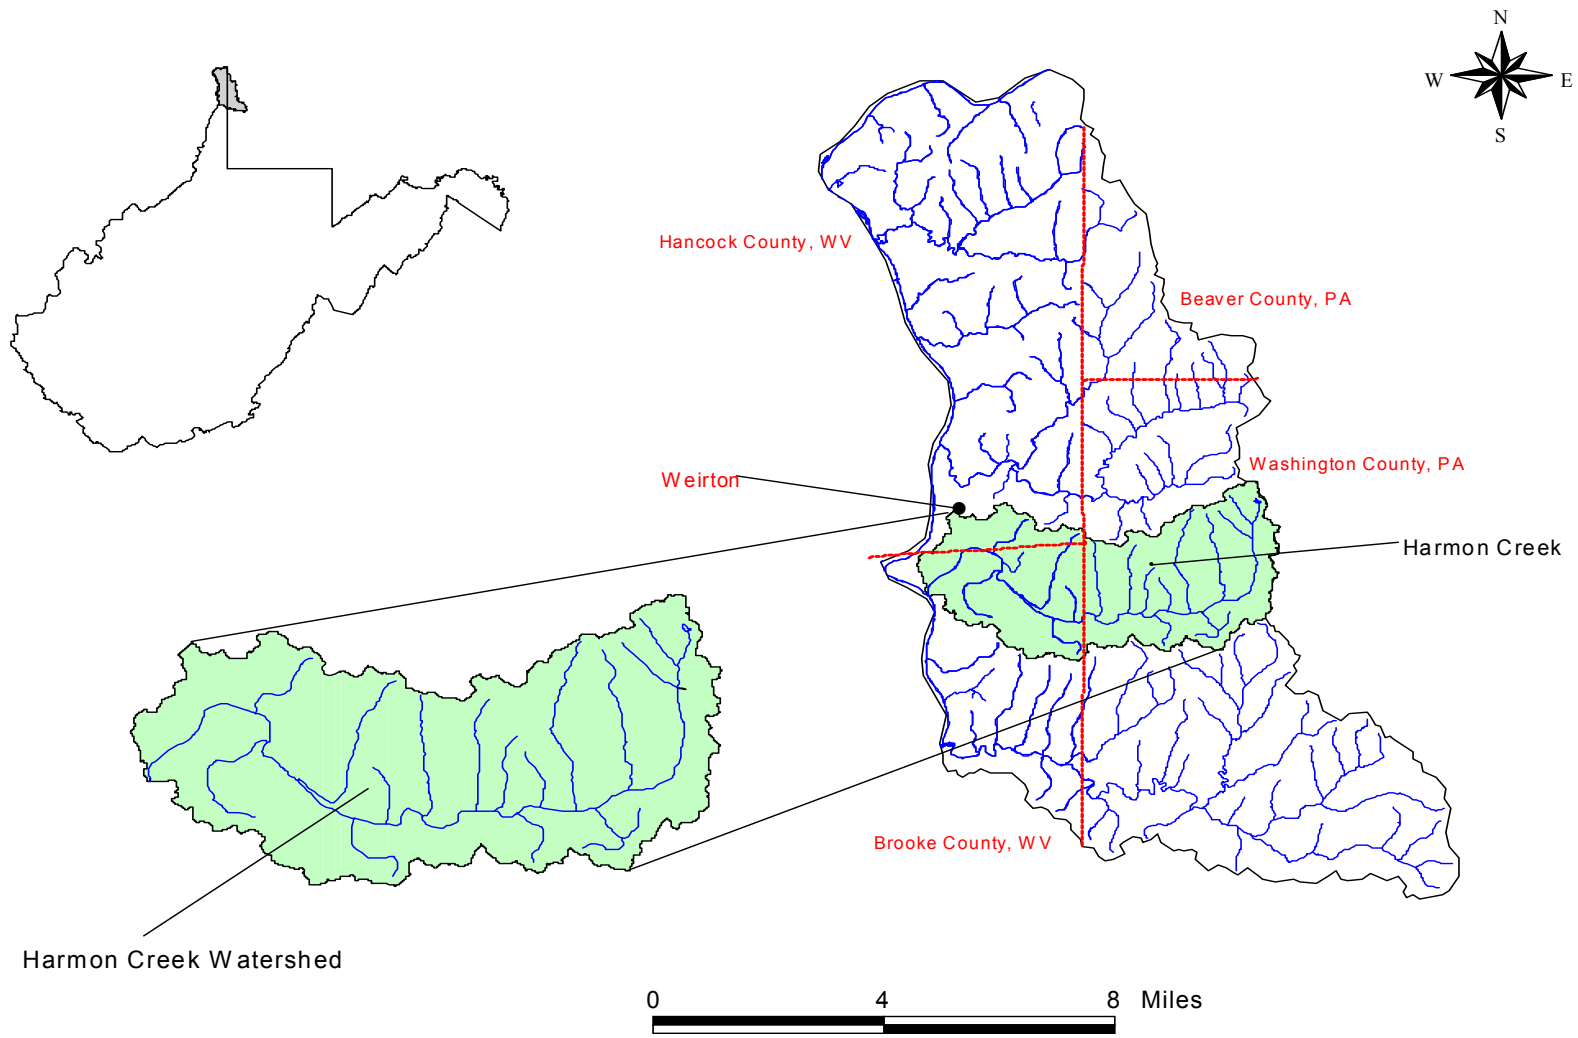 N
W E
S
Hancock County, WV
Beaver County, PA
Washington County, PA
Weirton
Harmon Creek
Brooke County, WV
Harmon Creek Watershed
0 4 8 Miles